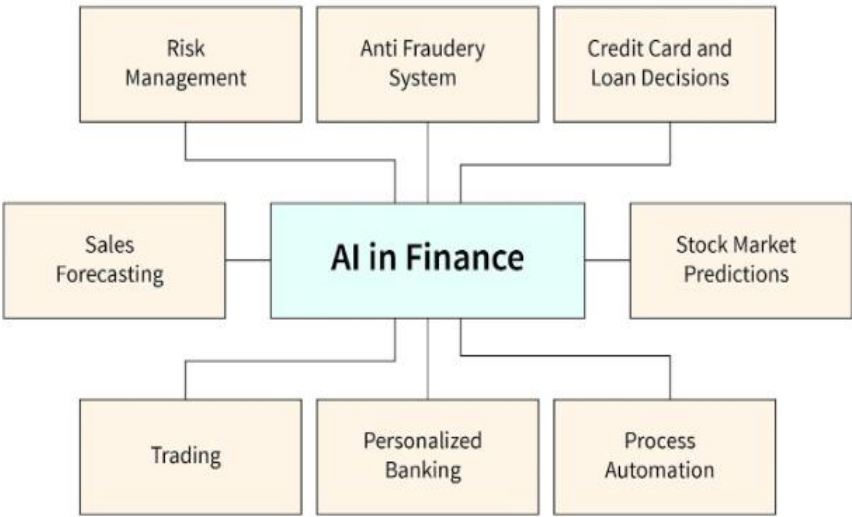 Risk
Management
Anti Fraudery
System
Credit Card and
Loan Decisions
Sales
Forecasting
AI in Finance
Stock Market
Predictions
Trading
Personalized
Banking
Process
Automation